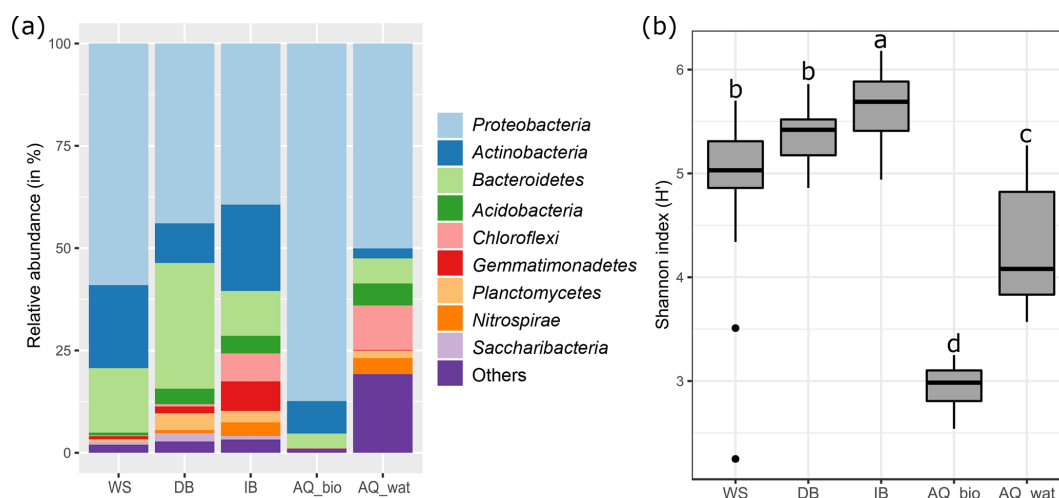 (a)
Relative abundance (in %)
100
75
50
25
0
WS DB IB AQ_bio AQ_wat
Proteobacteria
Actinobacteria
Bacteroidetes
Acidobacteria
Chloroflexi
Gemmatimonadetes
Planctomycetes
Nitrospirae
Saccharibacteria
Others
(b)
Shannon index (H')
6
5
4
3
b b a d c
WS DB IB AQ_bio AQ_wat